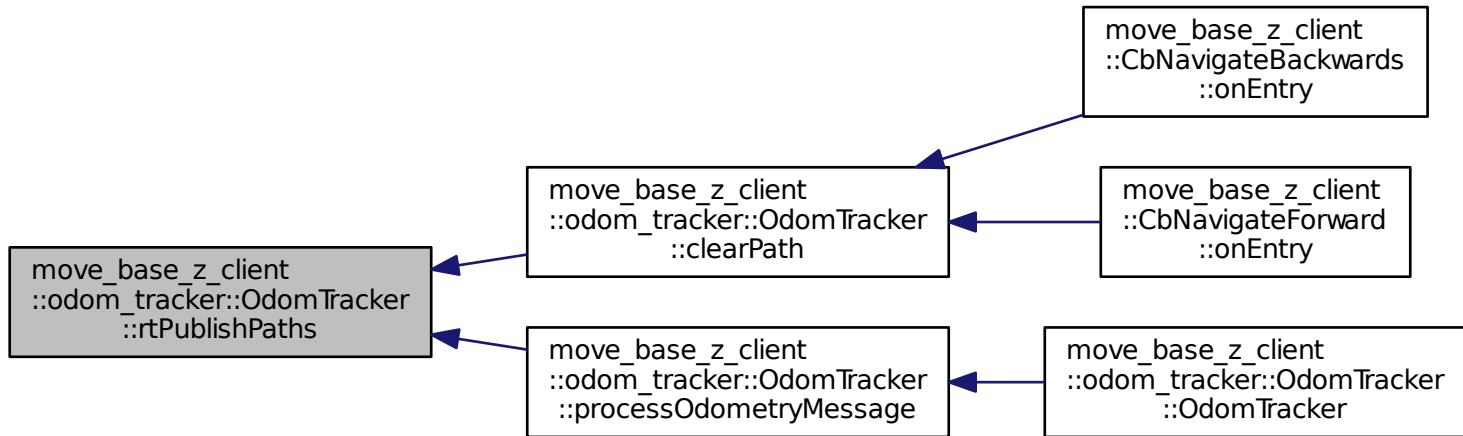 move_base_z_client
::odom_tracker::OdomTracker
::rtPublishPaths
move_base_z_client
::odom_tracker::OdomTracker
::clearPath
move_base_z_client
::CbNavigateBackwards
::onEntry
move_base_z_client
::CbNavigateForward
::onEntry
move_base_z_client
::odom_tracker::OdomTracker
::processOdometryMessage
move_base_z_client
::odom_tracker::OdomTracker
::OdomTracker